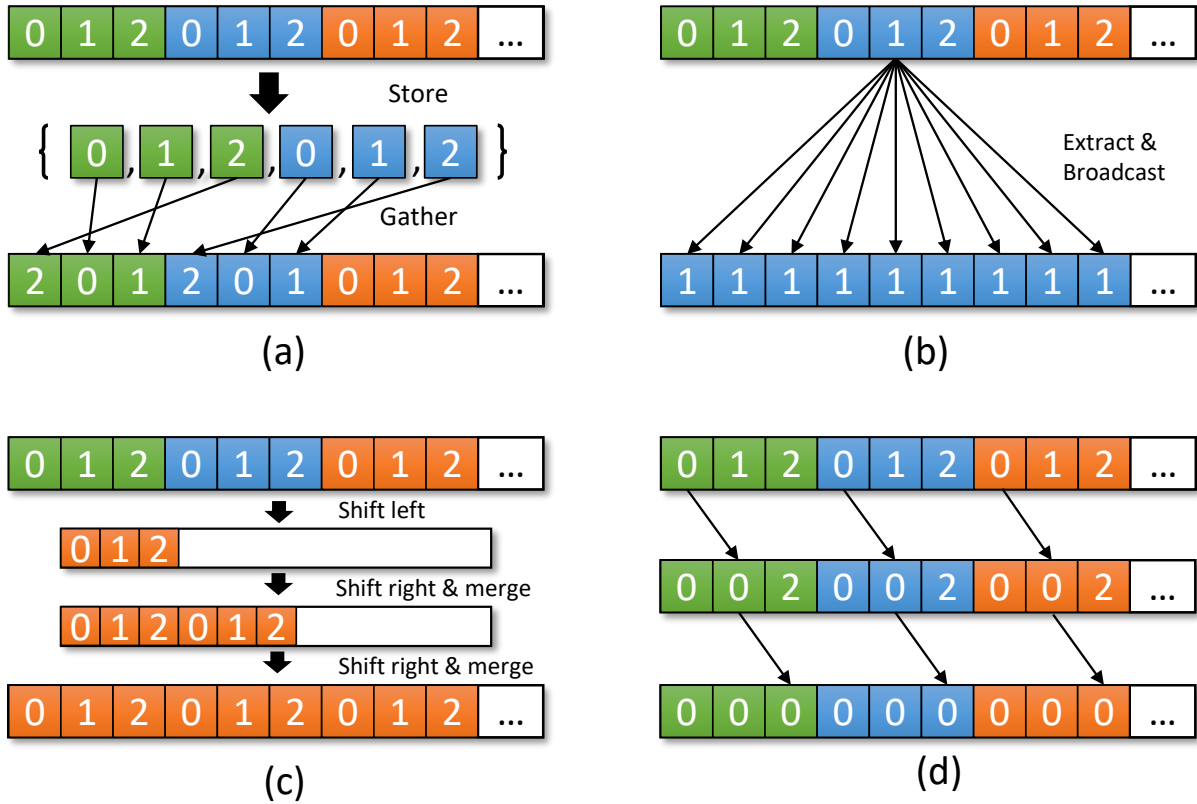 0 1 2 0 1 2 0 1 2 ...
Store
{ 0 , 1 , 2 , 0 , 1 , 2 }
Gather
2 0 1 2 0 1 0 1 2 ...
(a)
0 1 2 0 1 2 0 1 2 ...
Extract &
Broadcast
1 1 1 1 1 1 1 1 1 ...
(b)
0 1 2 0 1 2 0 1 2 ...
Shift left
0 1 2
Shift right & merge
0 1 2 0 1 2
Shift right & merge
0 1 2 0 1 2 0 1 2 ...
(c)
0 1 2 0 1 2 0 1 2 ...
0 0 2 0 0 2 0 0 2 ...
0 0 0 0 0 0 0 0 0 ...
(d)